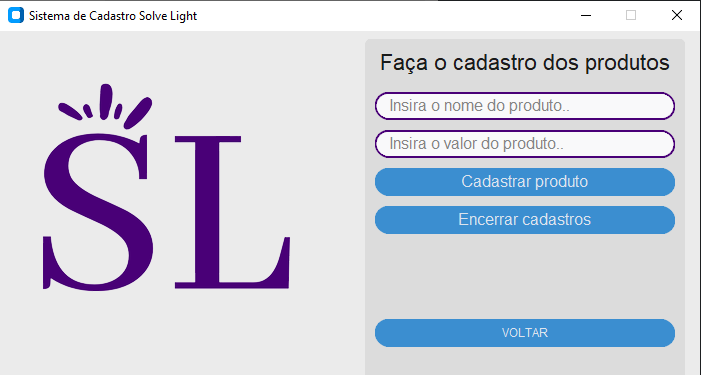 Sistema de Cadastro Solve Light
SL
Faça o cadastro dos produtos
Insira o nome do produto..
Insira o valor do produto..
Cadastrar produto
Encerrar cadastros
VOLTAR